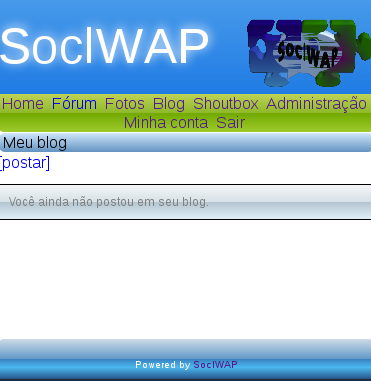 SoclWAP
SoclWAP
Home Fórum Fotos Blog Shoutbox Administração
Minha conta Sair
Meu blog
[postar]
Você ainda não postou em seu blog.
Powered by SoclWAP